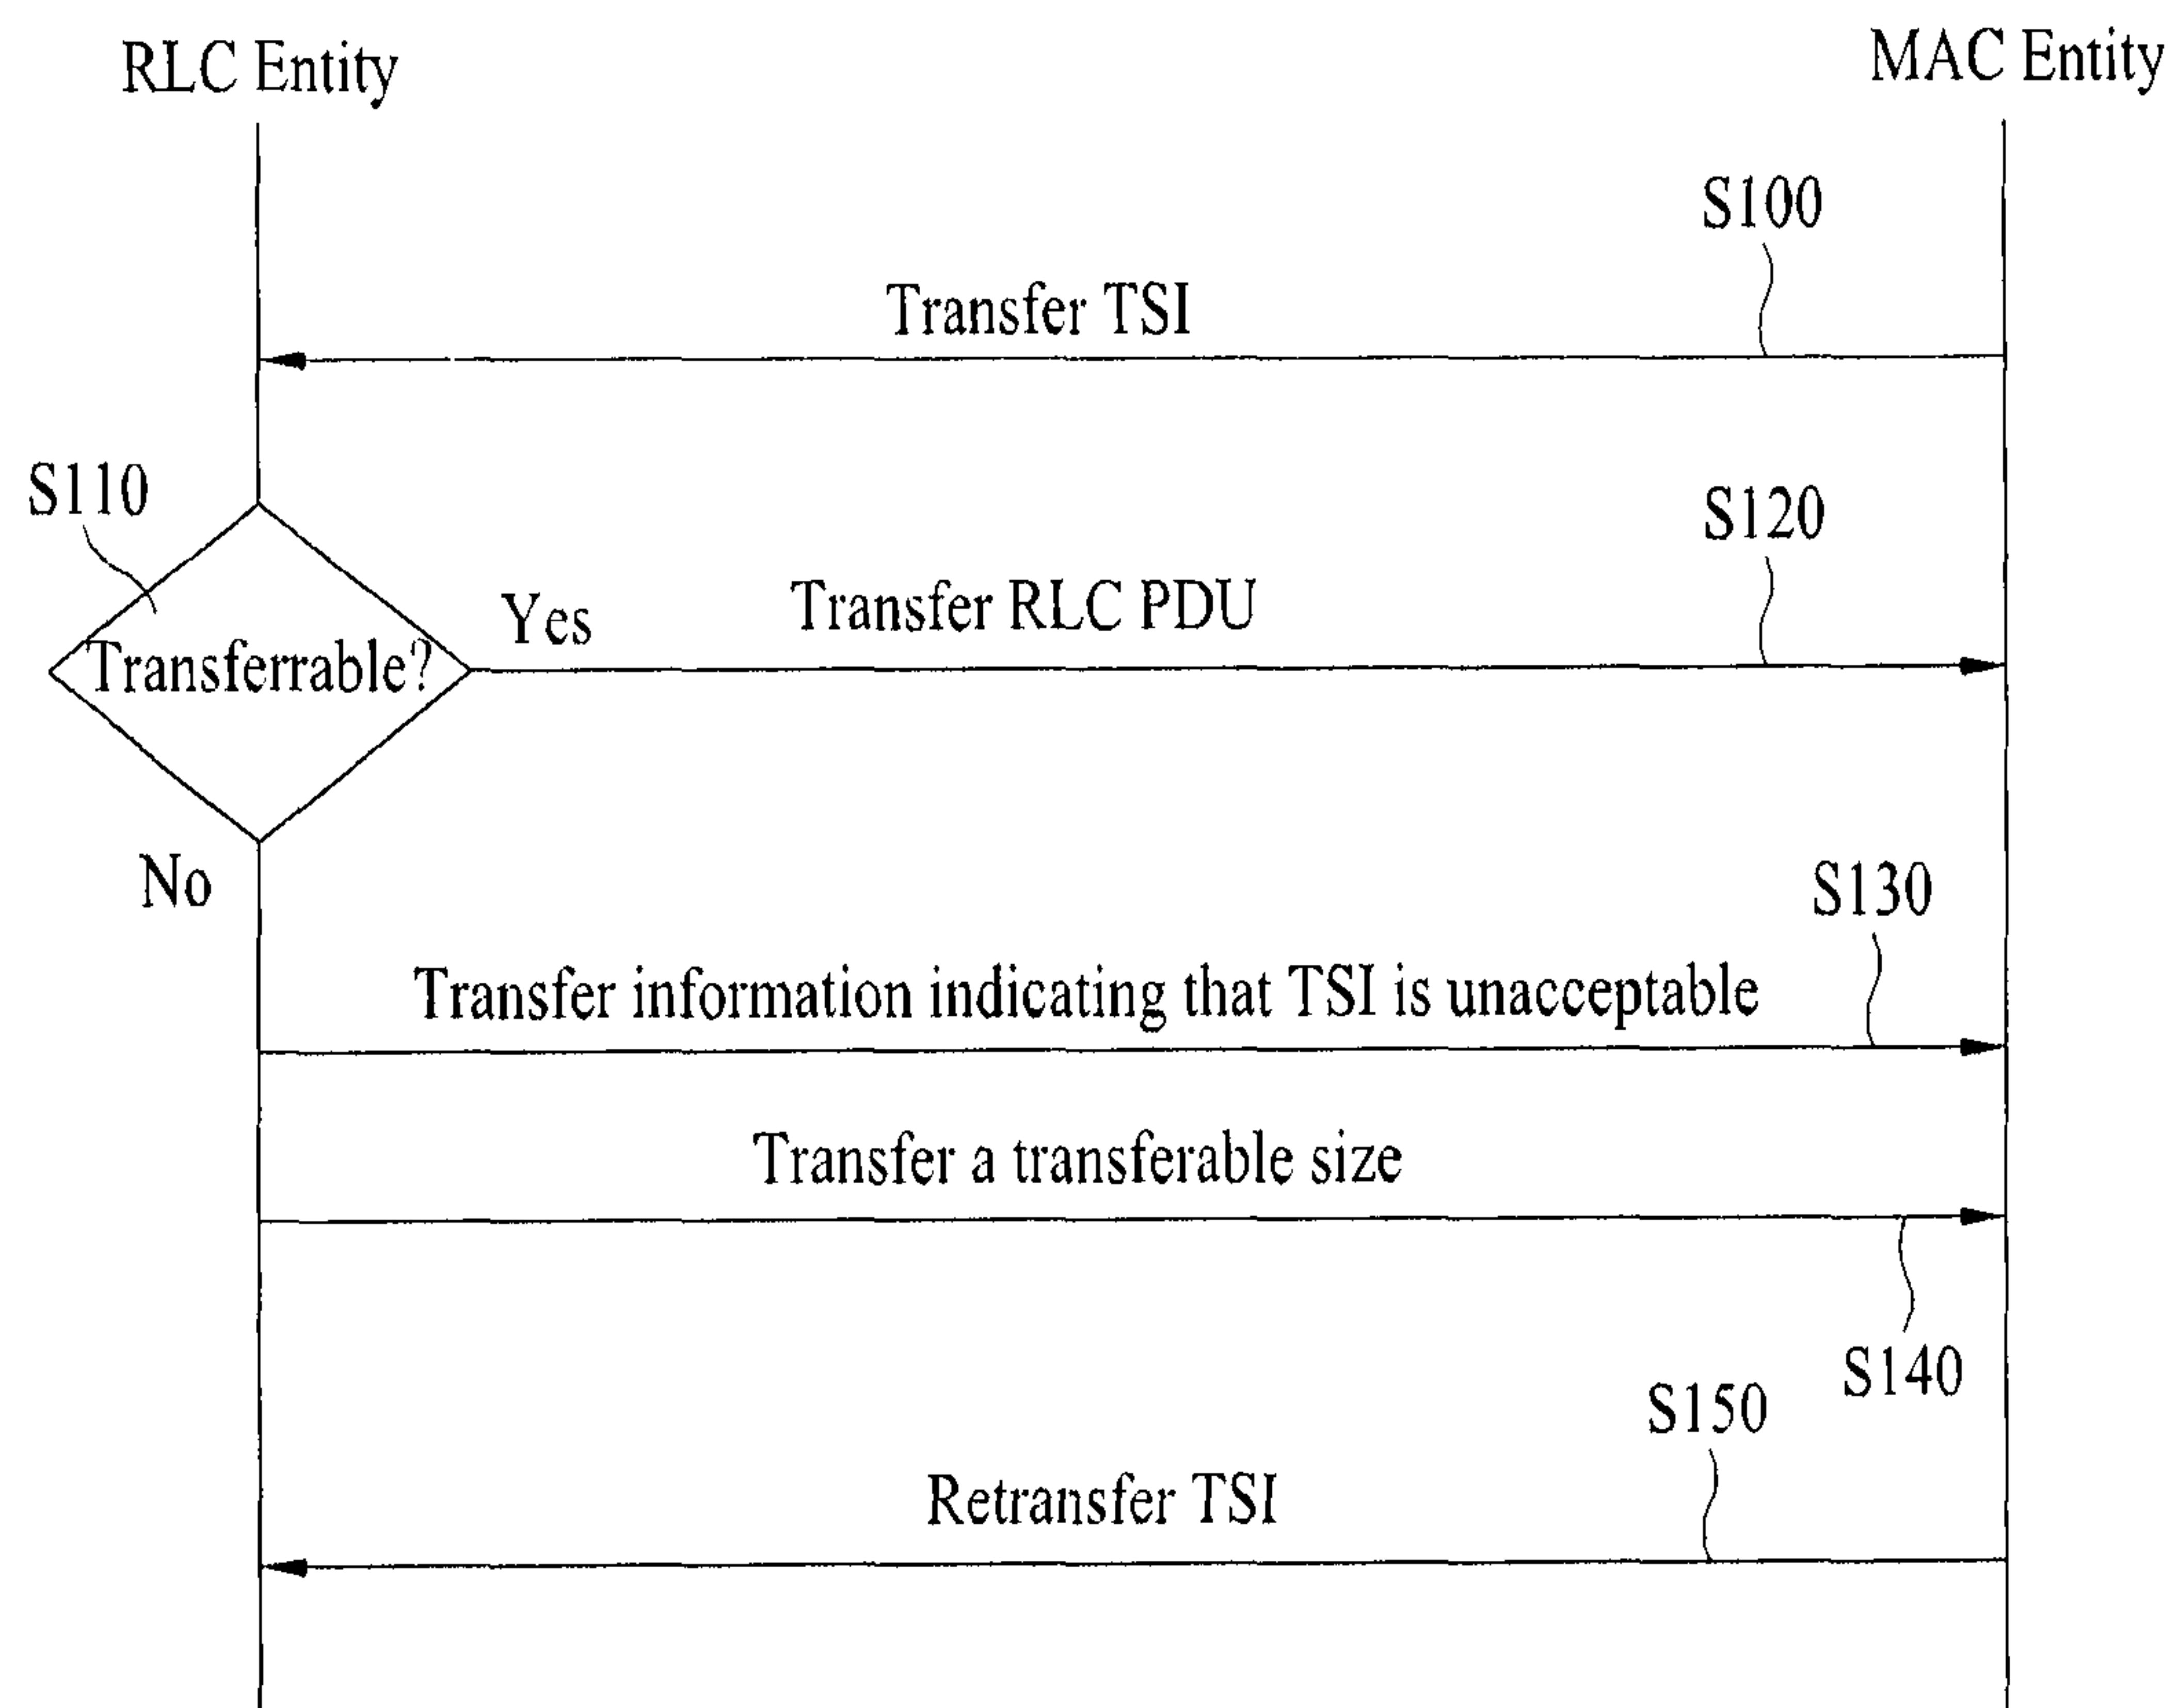 RLC Entity
MAC Entity
S100
Transfer TSI
S110
S120
Yes
Transfer RLC PDU
Transferrable?
No
S130
Transfer information indicating that TSI is unacceptable
Transfer a transferable size
S140
S150
Retransfer TSI